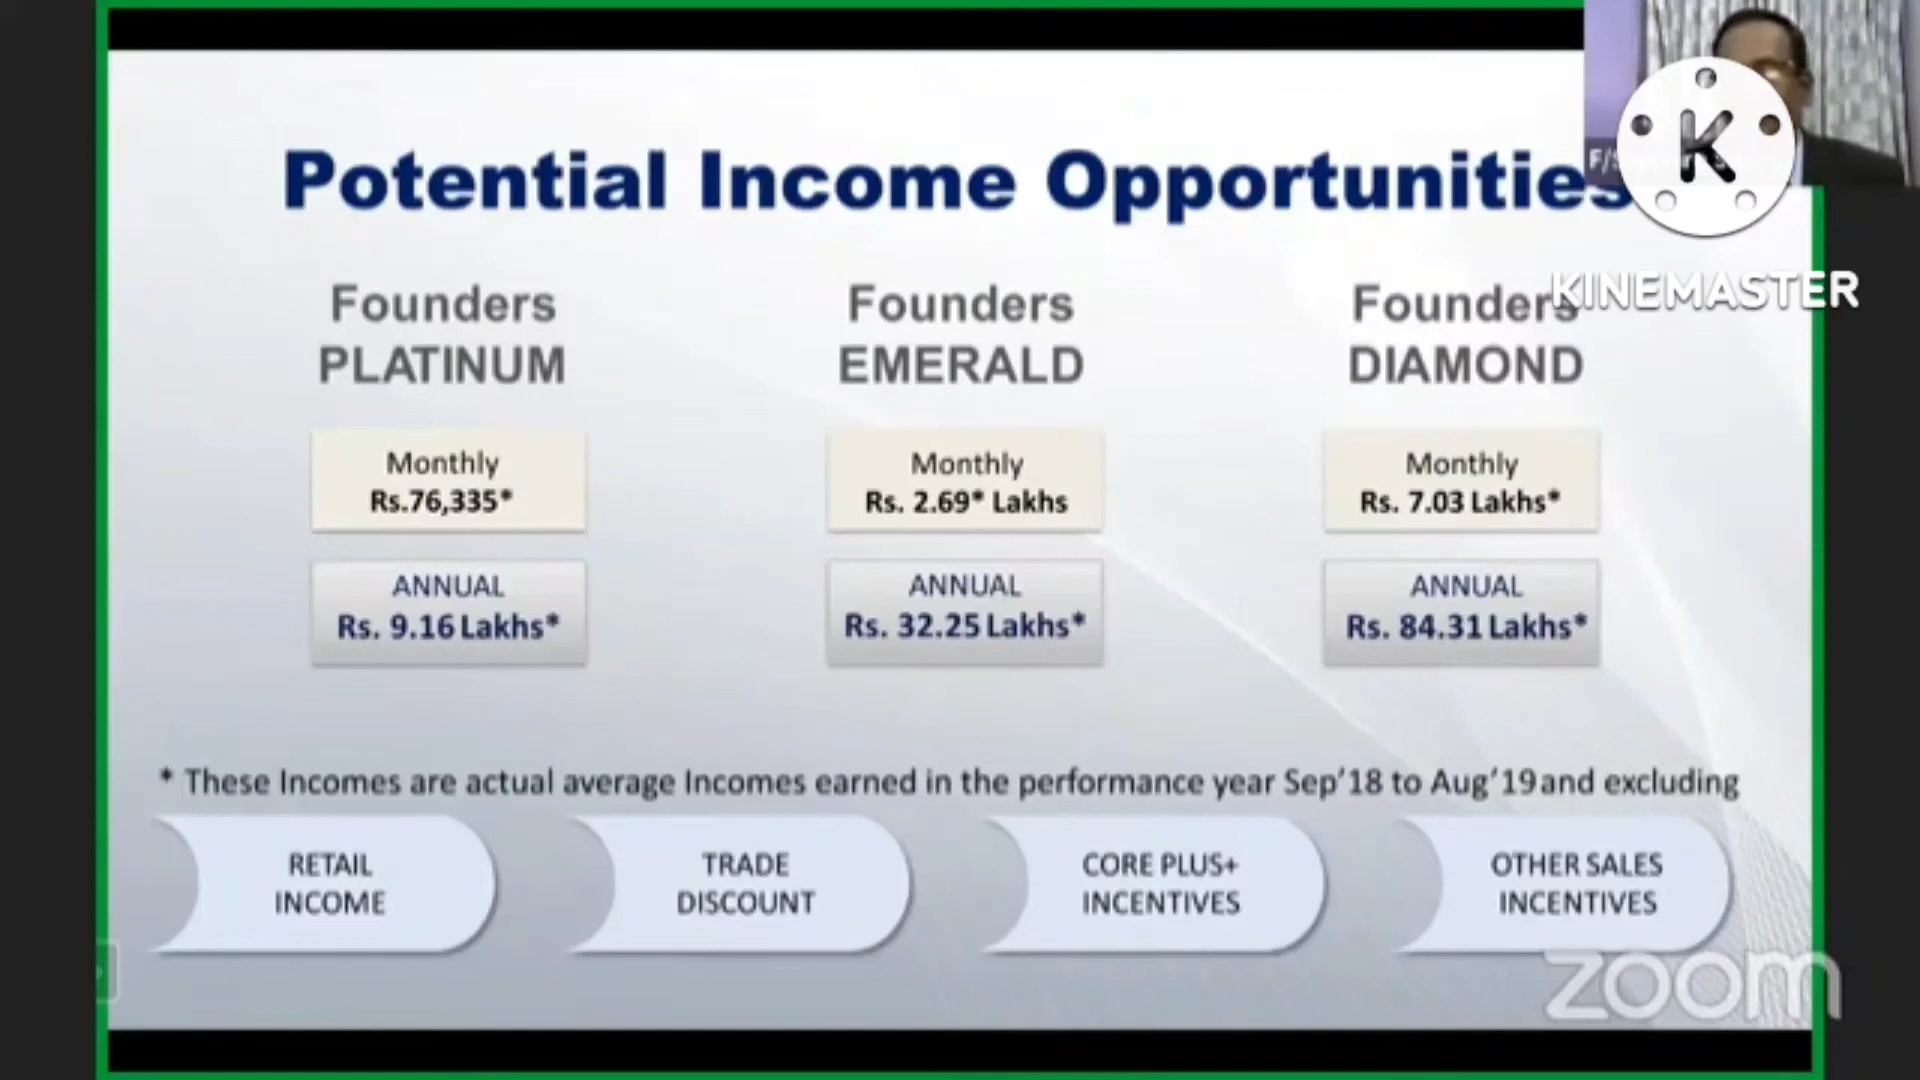 Potential Income Opportunities
Founders
PLATINUM
Monthly
Rs.76,335*
ANNUAL
Rs. 9.16 Lakhs*
Founders
EMERALD
Monthly
Rs. 2.69* Lakhs
ANNUAL
Rs. 32.25 Lakhs*
Founders
DIAMOND
Monthly
Rs. 7.03 Lakhs*
ANNUAL
Rs. 84.31 Lakhs*
* These Incomes are actual average Incomes earned in the performance year Sep'18 to Aug'19 and excluding
RETAIL
INCOME
TRADE
DISCOUNT
CORE PLUS+
INCENTIVES
OTHER SALES
INCENTIVES
K
KINEMASTER
zoom